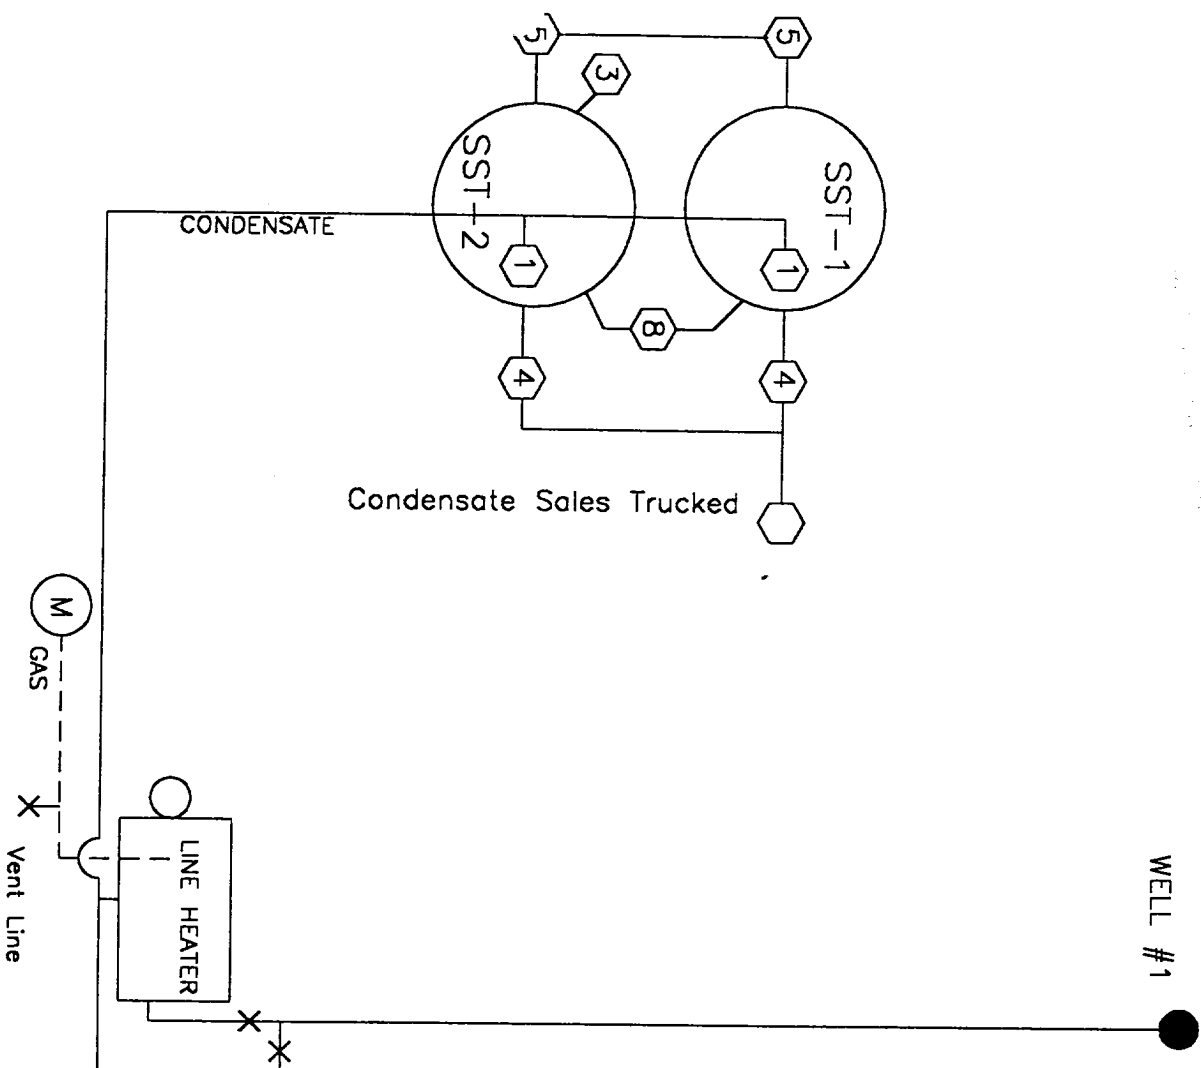 5
5
3
SST-2
SST-1
CONDENSATE
1
1
8
4
4
Condensate Sales Trucked
M
GAS
LINE HEATER
Vent Line
WELL #1